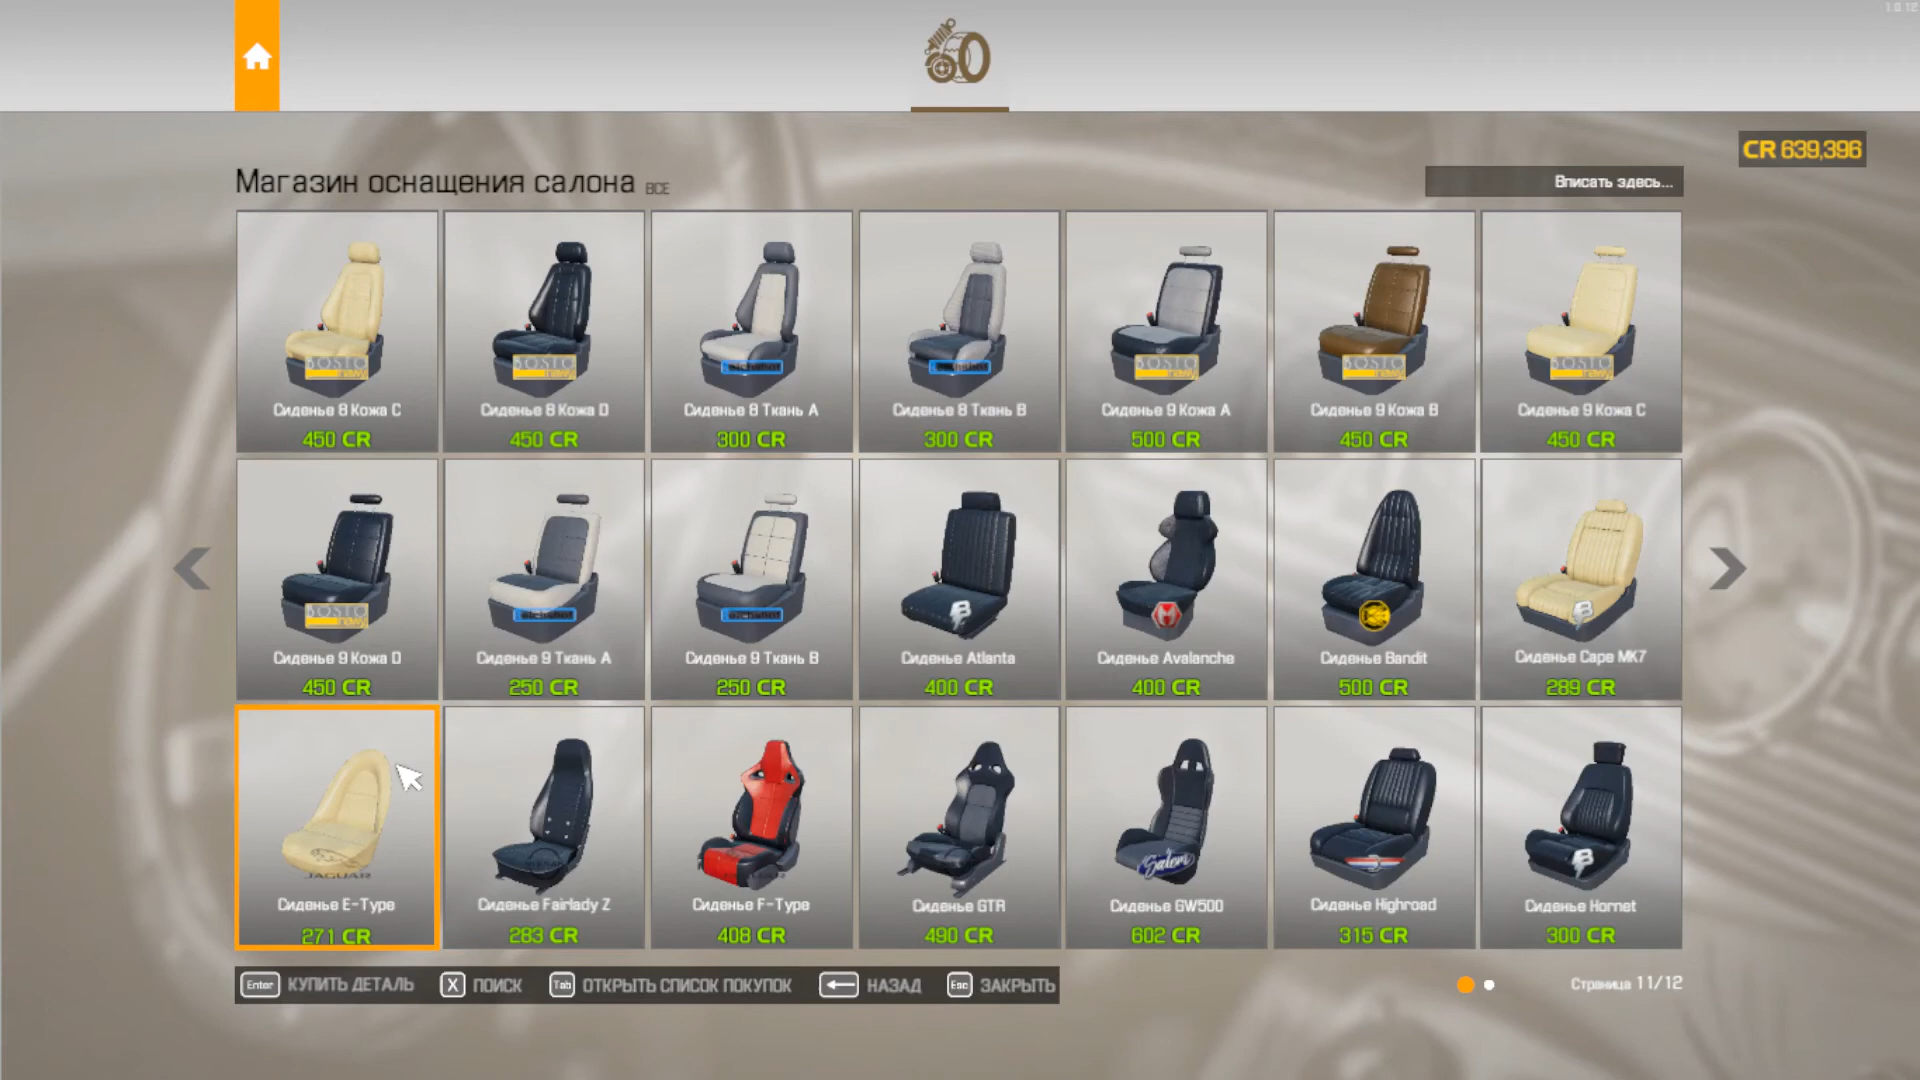 1.0.12
CR 639,396
Магазин оснащения салона ВСЕ
Вписать здесь...
Сиденье 8 Кожа C
450 CR
Сиденье 8 Кожа D
450 CR
Сиденье 8 Ткань A
300 CR
Сиденье 8 Ткань B
300 CR
Сиденье 9 Кожа A
500 CR
Сиденье 9 Кожа B
450 CR
Сиденье 9 Кожа C
450 CR
Сиденье 9 Кожа D
450 CR
Сиденье 9 Ткань A
250 CR
Сиденье 9 Ткань B
250 CR
Сиденье Atlanta
400 CR
Сиденье Avalanche
400 CR
Сиденье Bandit
500 CR
Сиденье Cape MK7
289 CR
JAGUAR
Сиденье E-Type
271 CR
Сиденье Fairlady Z
283 CR
Сиденье F-Type
408 CR
Сиденье GTR
490 CR
Salem
Сиденье GW500
602 CR
Сиденье Highroad
315 CR
Сиденье Hornet
300 CR
Enter КУПИТЬ ДЕТАЛЬ X ПОИСК Tab ОТКРЫТЬ СПИСОК ПОКУПОК НАЗАД Esc ЗАКРЫТЬ
Страница 11/12